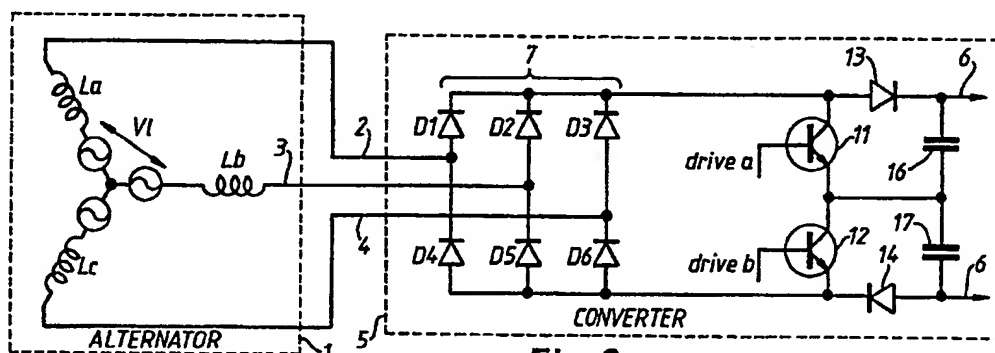 7
13
6
La
Vl
2
D1
D2
D3
11
drive a
16
3
Lb
4
17
12
D4
D5
D6
drive b
14
6
Lc
ALTERNATOR
1
5
CONVERTER